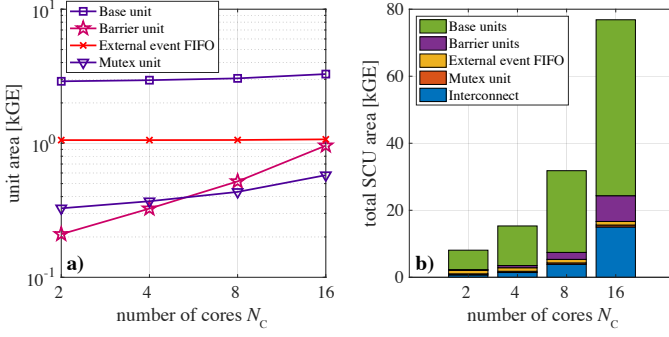 10^1
Base unit
Barrier unit
External event FIFO
Mutex unit
unit area [kGE]
10^0
10^-1
a)
2 4 8 16
number of cores N_C
80
60
40
20
0
Base units
Barrier units
External event FIFO
Mutex unit
Interconnect
total SCU area [kGE]
b)
2 4 8 16
number of cores N_C